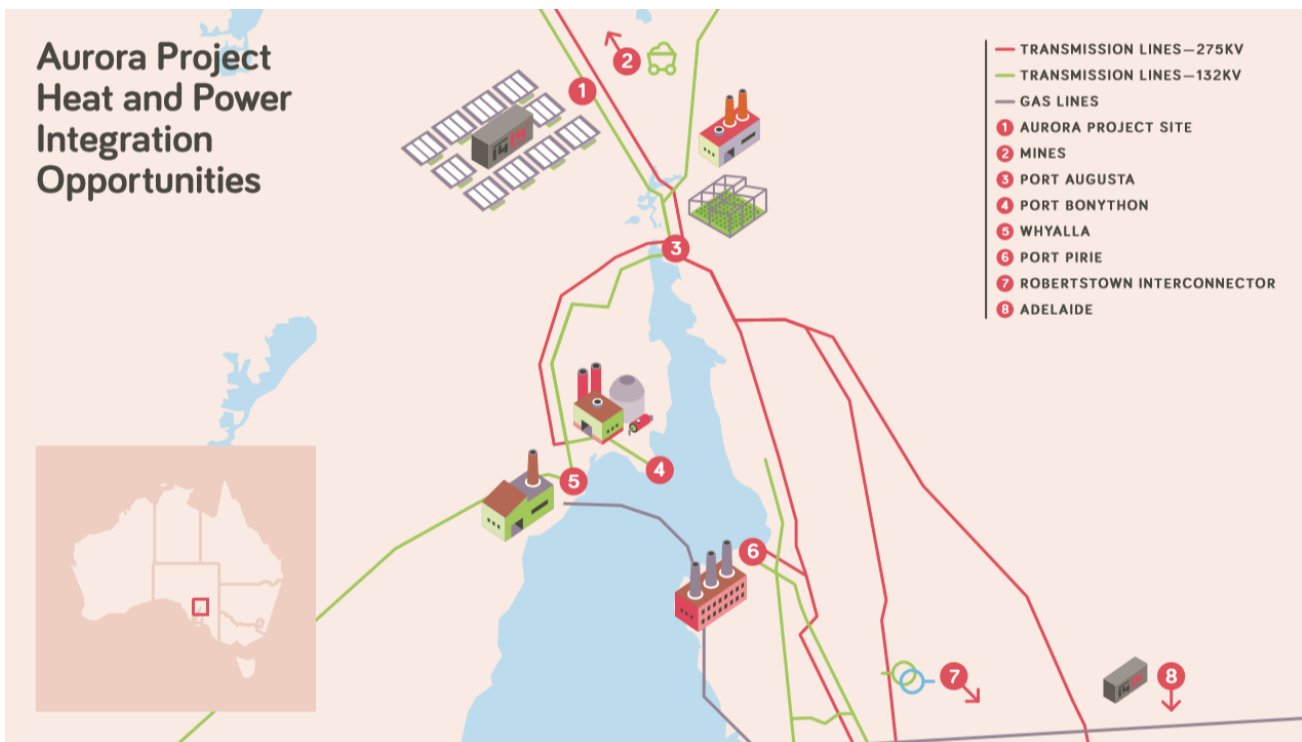 Aurora Project
Heat and Power
Integration
Opportunities
TRANSMISSION LINES—275KV
TRANSMISSION LINES—132KV
GAS LINES
1 AURORA PROJECT SITE
2 MINES
3 PORT AUGUSTA
4 PORT BONYTHON
5 WHYALLA
6 PORT PIRIE
7 ROBERTSTOWN INTERCONNECTOR
8 ADELAIDE
1
2
3
4
5
6
7
8